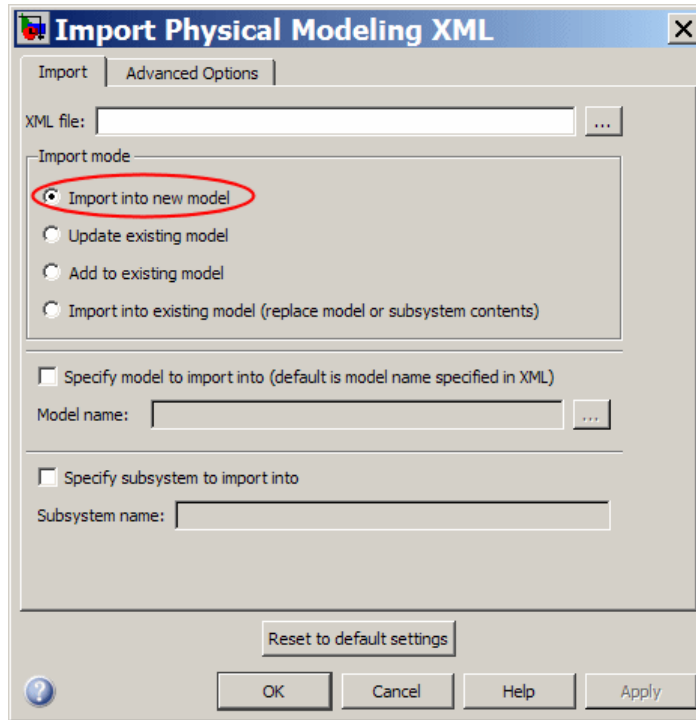 Import Physical Modeling XML
Import
Advanced Options
XML file:
...
Import mode
Import into new model
Update existing model
Add to existing model
Import into existing model (replace model or subsystem contents)
Specify model to import into (default is model name specified in XML)
Model name:
...
Specify subsystem to import into
Subsystem name:
Reset to default settings
?
OK
Cancel
Help
Apply